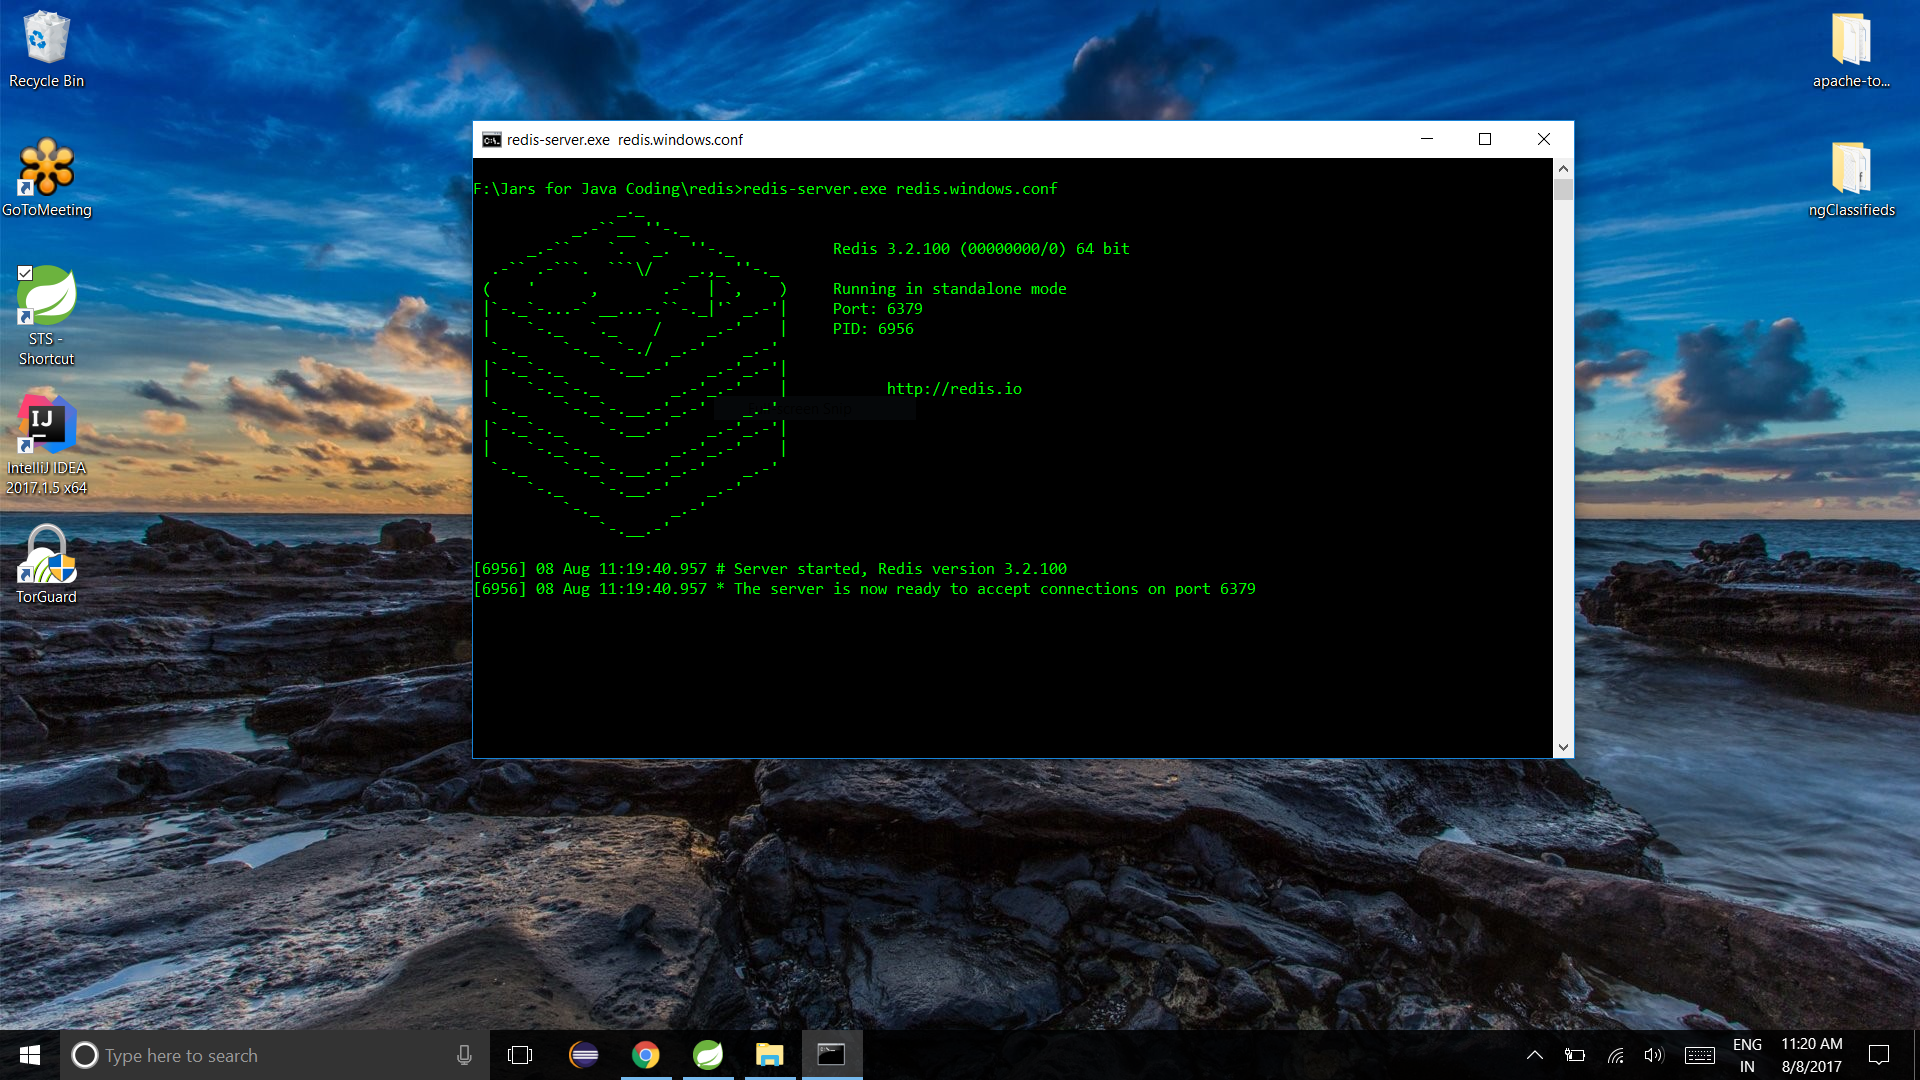 Recycle Bin
GoToMeeting
STS -
Shortcut
IJ
IntelliJ IDEA
2017.1.5 x64
TorGuard
apache-to...
ngClassifieds
redis-server.exe  redis.windows.conf
F:\Jars for Java Coding\redis>redis-server.exe redis.windows.conf
Redis 3.2.100 (00000000/0) 64 bit
Running in standalone mode
Port: 6379
PID: 6956
http://redis.io
[6956] 08 Aug 11:19:40.957 # Server started, Redis version 3.2.100
[6956] 08 Aug 11:19:40.957 * The server is now ready to accept connections on port 6379
Type here to search
ENG
IN
11:20 AM
8/8/2017